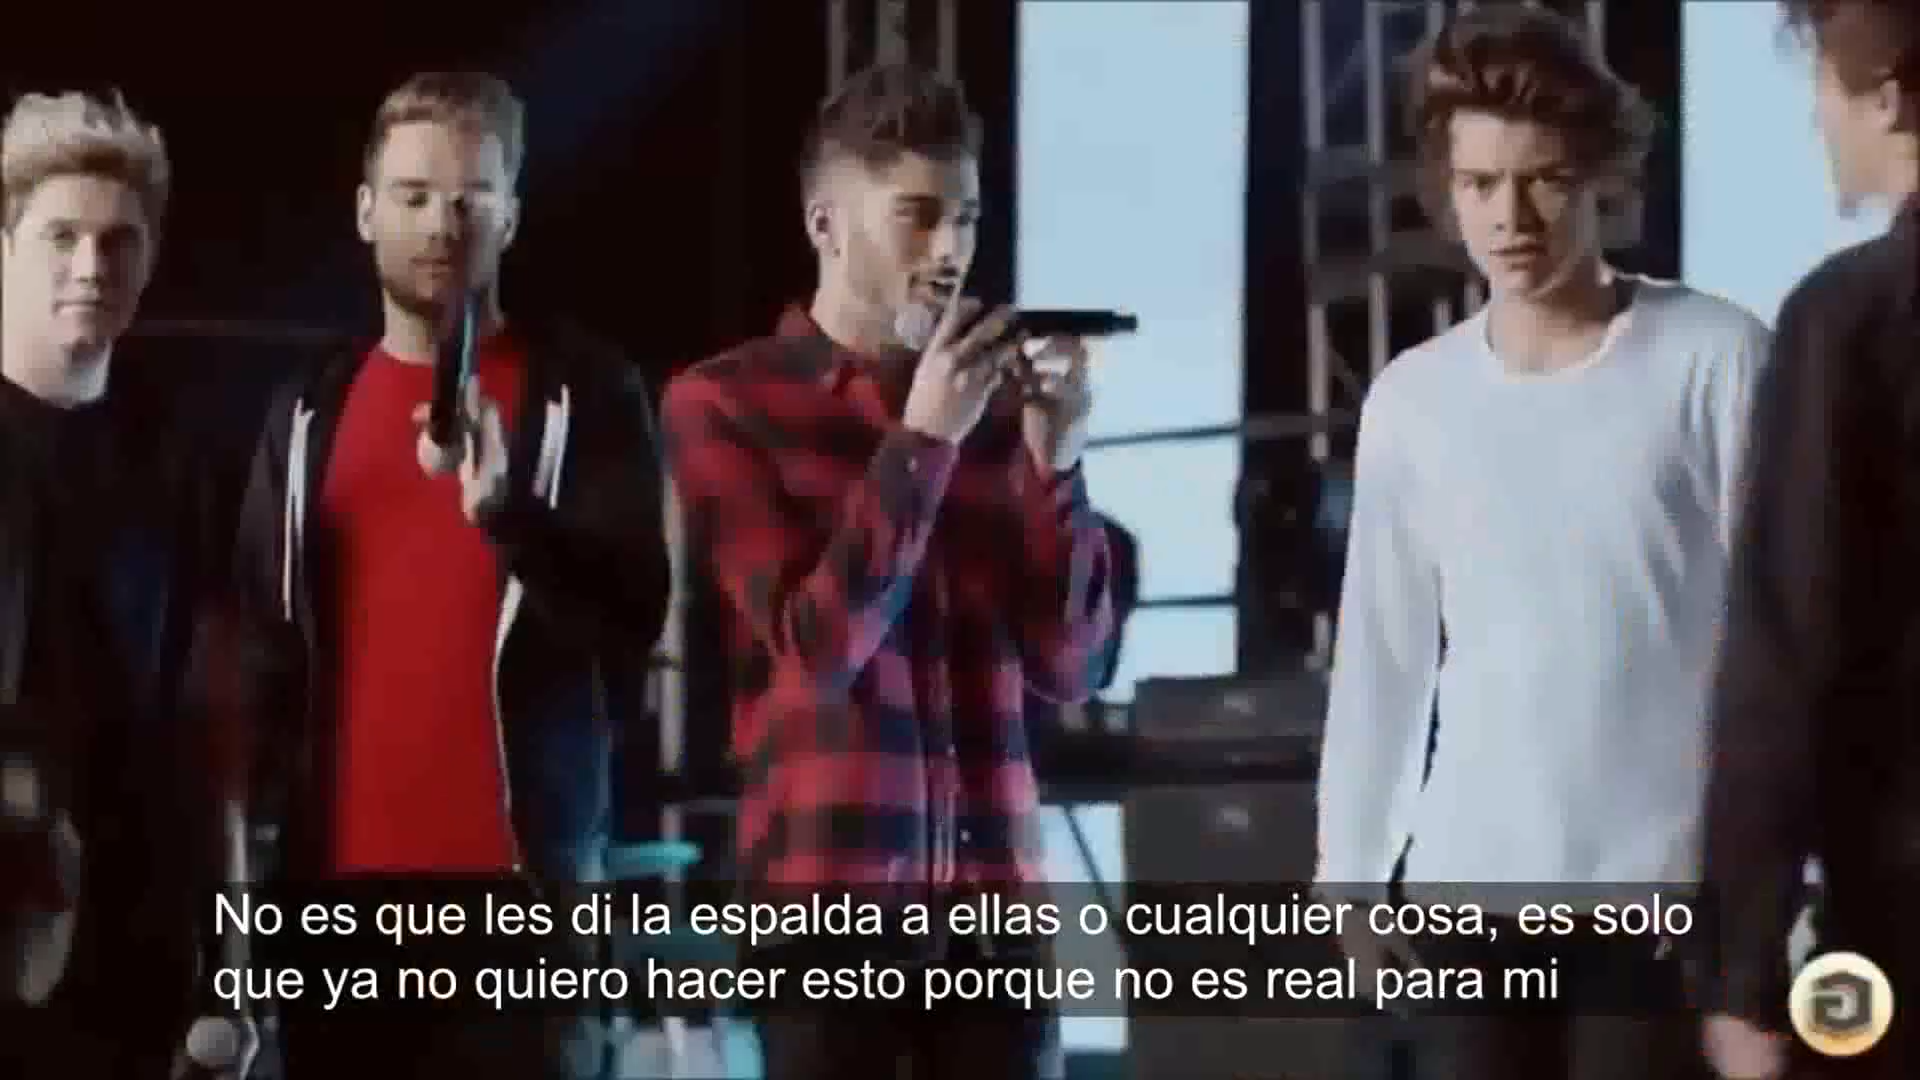 No es que les di la espalda a ellas o cualquier cosa, es solo
que ya no quiero hacer esto porque no es real para mi